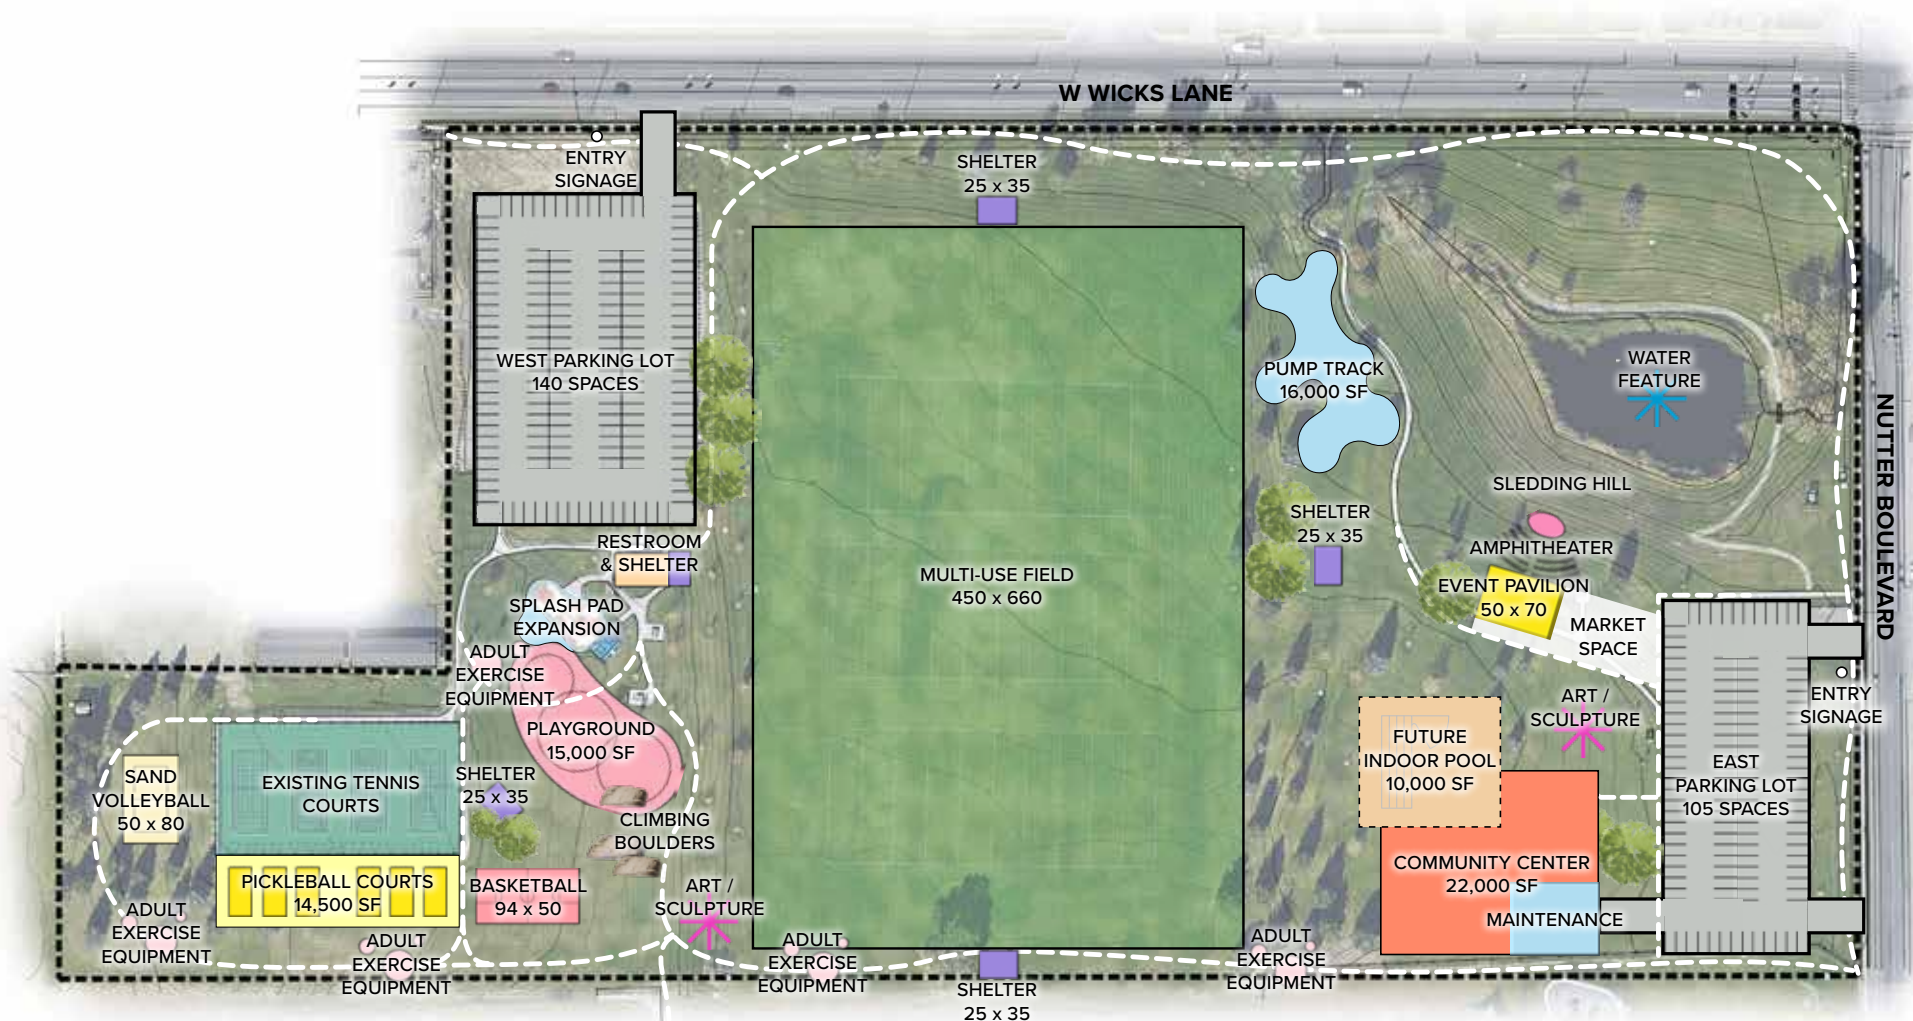 W WICKS LANE
ENTRY
SIGNAGE
SHELTER
25 x 35
WEST PARKING LOT
140 SPACES
PUMP TRACK
16,000 SF
WATER
FEATURE
NUTTER BOULEVARD
SLEDDING HILL
SHELTER
25 x 35
AMPHITHEATER
RESTROOM
& SHELTER
MULTI-USE FIELD
450 x 660
EVENT PAVILION
50 x 70
MARKET
SPACE
SPLASH PAD
EXPANSION
ADULT
EXERCISE
EQUIPMENT
ENTRY
SIGNAGE
ART /
SCULPTURE
PLAYGROUND
15,000 SF
FUTURE
INDOOR POOL
10,000 SF
EAST
PARKING LOT
105 SPACES
SAND
VOLLEYBALL
50 x 80
EXISTING TENNIS
COURTS
SHELTER
25 x 35
CLIMBING
BOULDERS
COMMUNITY CENTER
22,000 SF
MAINTENANCE
PICKLEBALL COURTS
14,500 SF
BASKETBALL
94 x 50
ART /
SCULPTURE
ADULT
EXERCISE
EQUIPMENT
ADULT
EXERCISE
EQUIPMENT
ADULT
EXERCISE
EQUIPMENT
SHELTER
25 x 35
ADULT
EXERCISE
EQUIPMENT